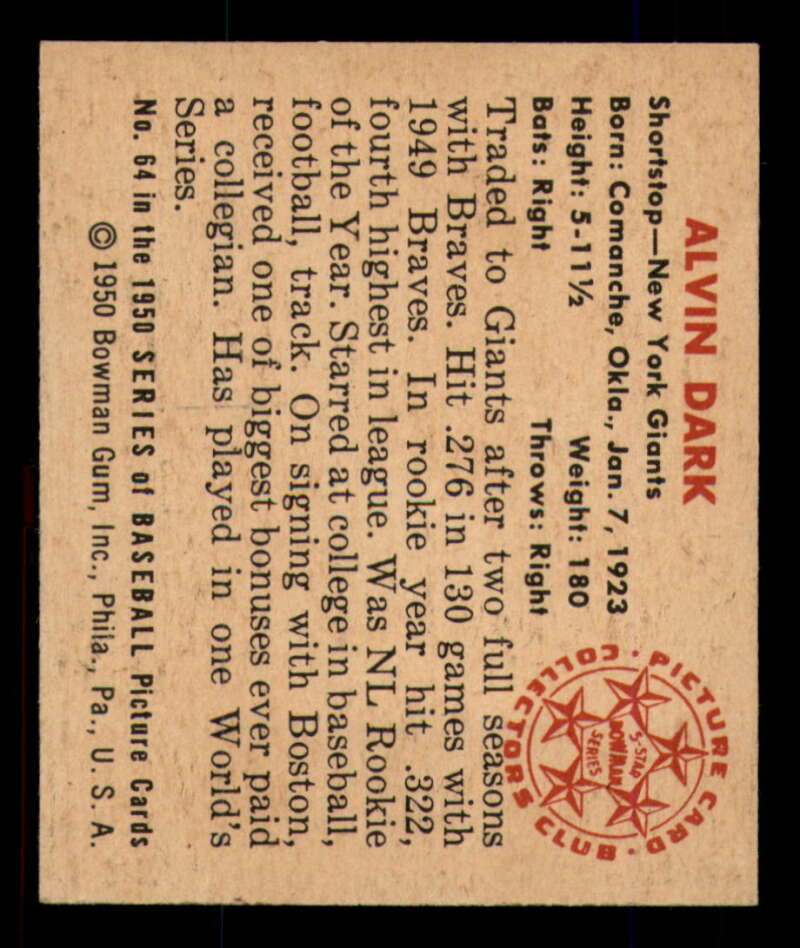 ALVIN DARK
Shortstop—New York Giants
Born: Comanche, Okla., Jan. 7, 1923
Height: 5-11½ Weight: 180
Bats: Right Throws: Right
PICTURE CARD · COLLECTORS CLUB ·
5-STAR
BOWMAN
SERIES
Traded to Giants after two full seasons
with Braves. Hit .276 in 130 games with
1949 Braves. In rookie year hit .322,
fourth highest in league. Was NL Rookie
of the Year. Starred at college in baseball,
football, track. On signing with Boston,
received one of biggest bonuses ever paid
a collegian. Has played in one World's
Series.
No. 64 in the 1950 SERIES of BASEBALL Picture Cards
© 1950 Bowman Gum, Inc., Phila., Pa., U. S. A.